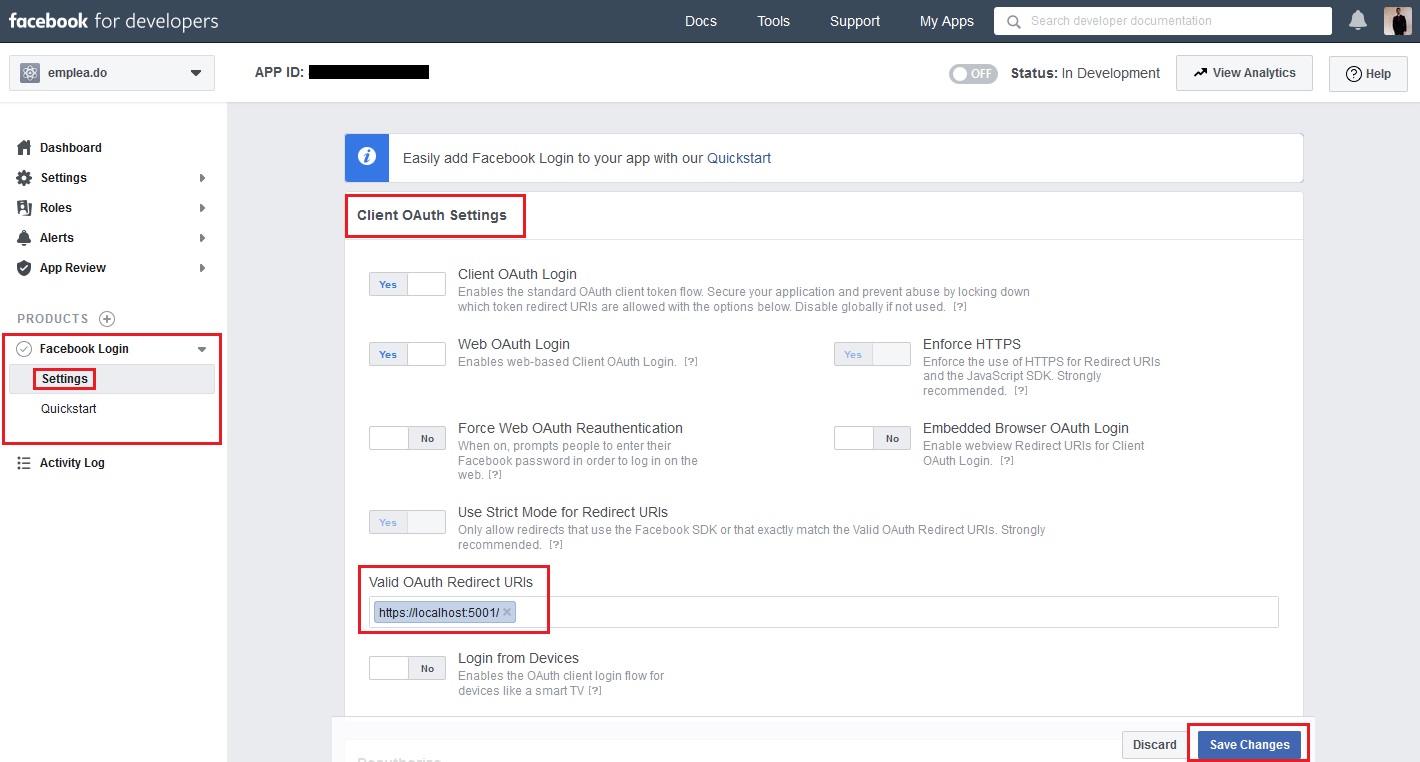 facebook for developers
Docs
Tools
Support
My Apps
Search developer documentation
emplea.do
APP ID:
OFF
Status: In Development
View Analytics
Help
Dashboard
Settings
Roles
Alerts
App Review
PRODUCTS
Facebook Login
Settings
Quickstart
Activity Log
Easily add Facebook Login to your app with our Quickstart
Client OAuth Settings
Yes
Client OAuth Login
Enables the standard OAuth client token flow. Secure your application and prevent abuse by locking down
which token redirect URIs are allowed with the options below. Disable globally if not used. [?]
Yes
Web OAuth Login
Enables web-based Client OAuth Login. [?]
Yes
Enforce HTTPS
Enforce the use of HTTPS for Redirect URIs
and the JavaScript SDK. Strongly
recommended. [?]
No
Force Web OAuth Reauthentication
When on, prompts people to enter their
Facebook password in order to log in on the
web. [?]
No
Embedded Browser OAuth Login
Enable webview Redirect URIs for Client
OAuth Login. [?]
Yes
Use Strict Mode for Redirect URIs
Only allow redirects that use the Facebook SDK or that exactly match the Valid OAuth Redirect URIs. Strongly
recommended. [?]
Valid OAuth Redirect URIs
https://localhost:5001/ ×
No
Login from Devices
Enables the OAuth client login flow for
devices like a smart TV [?]
Discard
Save Changes